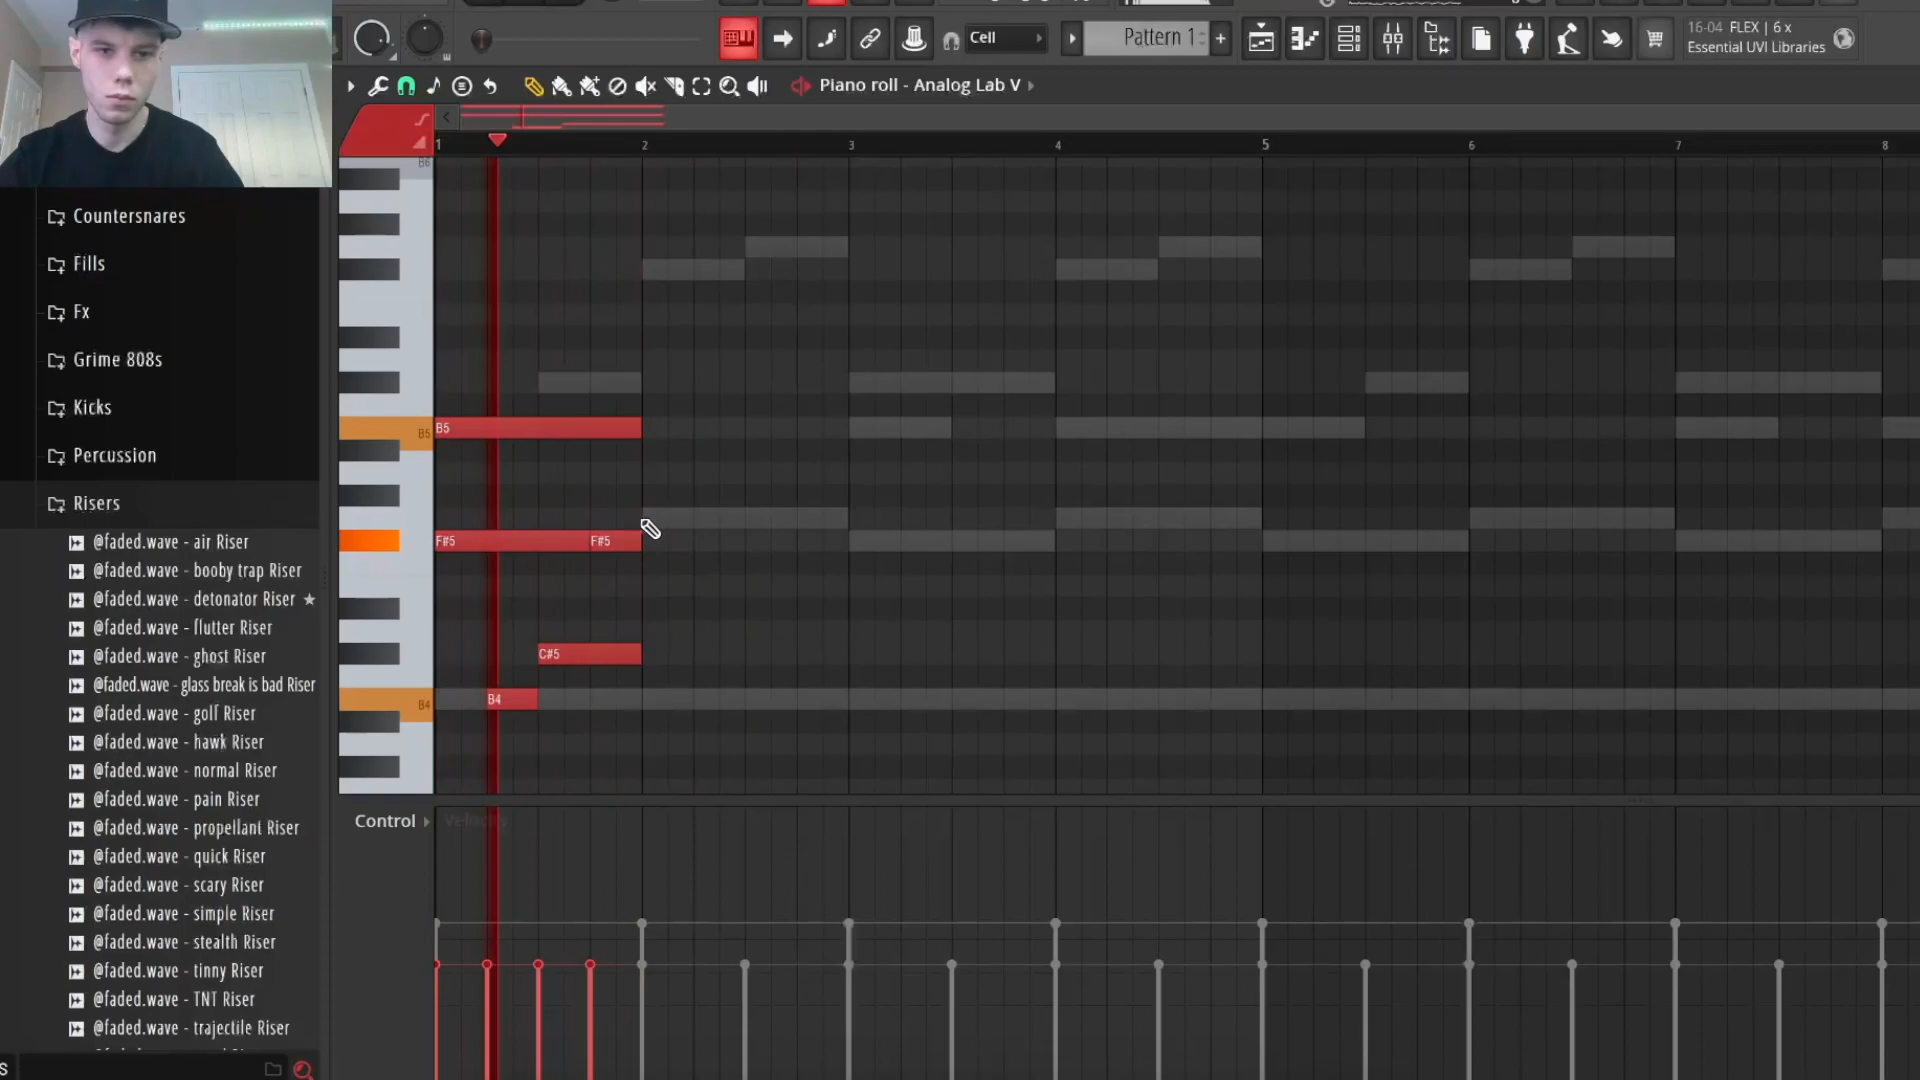 Cell
Pattern 1
16-04 FLEX | 6 x
Essential UVI Libraries
Piano roll - Analog Lab V
1 2 3 4 5 6 7 8
B6
Countersnares
Fills
Fx
Grime 808s
Kicks
Percussion
Risers
@faded.wave - air Riser
@faded.wave - booby trap Riser
@faded.wave - detonator Riser
@faded.wave - flutter Riser
@faded.wave - ghost Riser
@faded.wave - glass break is bad Riser
@faded.wave - golf Riser
@faded.wave - hawk Riser
@faded.wave - normal Riser
@faded.wave - pain Riser
@faded.wave - propellant Riser
@faded.wave - quick Riser
@faded.wave - scary Riser
@faded.wave - simple Riser
@faded.wave - stealth Riser
@faded.wave - tinny Riser
@faded.wave - TNT Riser
@faded.wave - trajectile Riser
B5 B5
F#5 F#5
C#5
B4 B4
Control Velocity